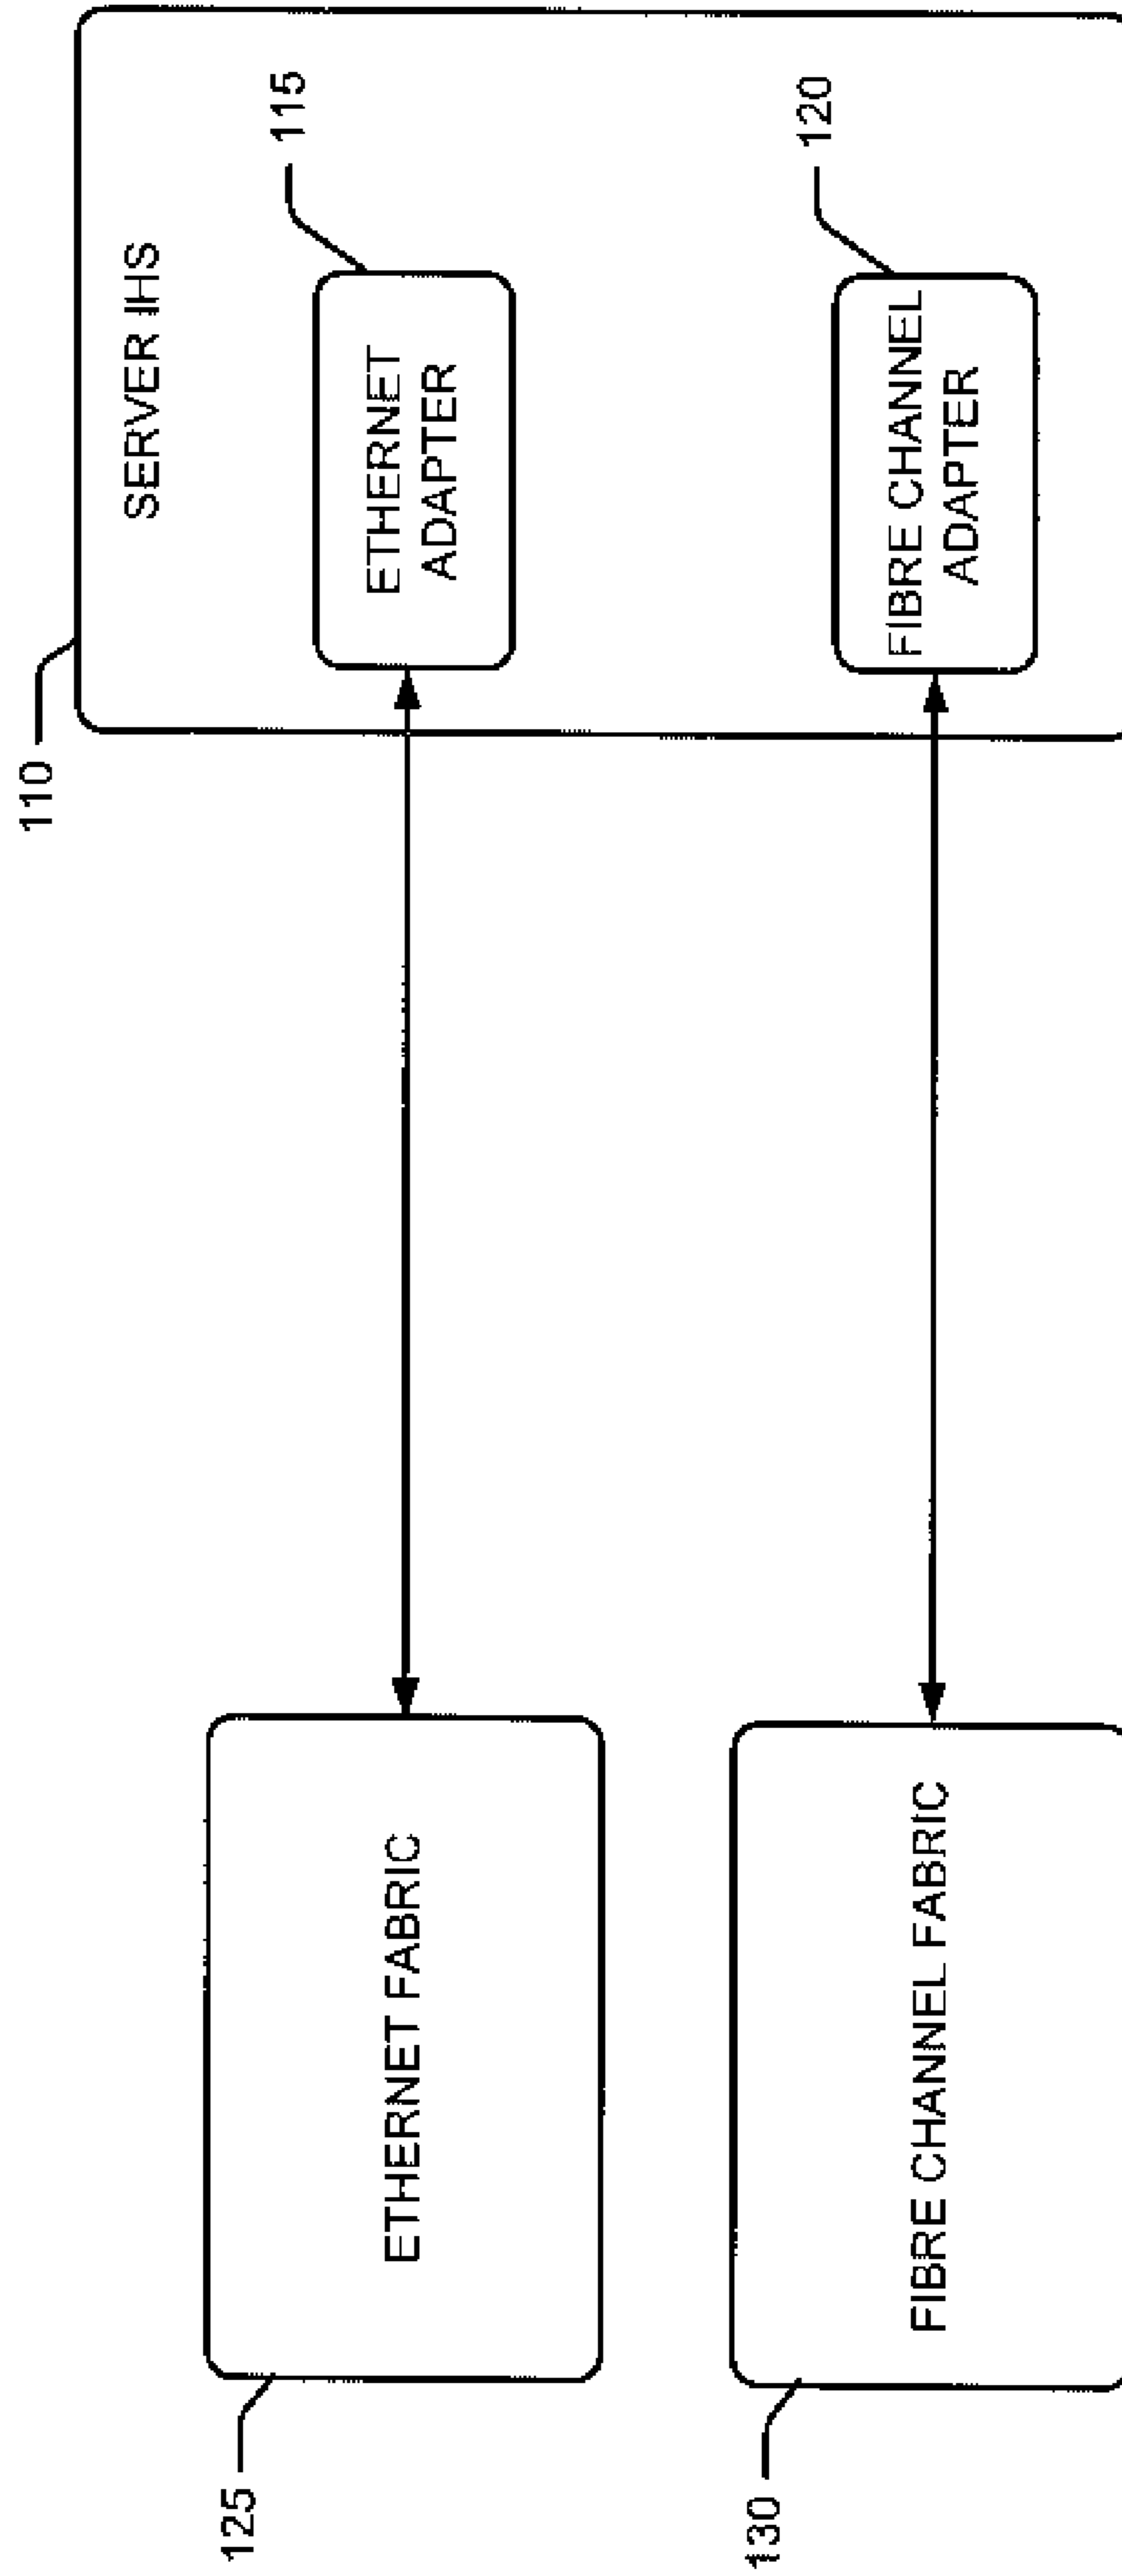 110
SERVER IHS
115
ETHERNET
ADAPTER
120
FIBRE CHANNEL
ADAPTER
125
ETHERNET FABRIC
130
FIBRE CHANNEL FABRIC